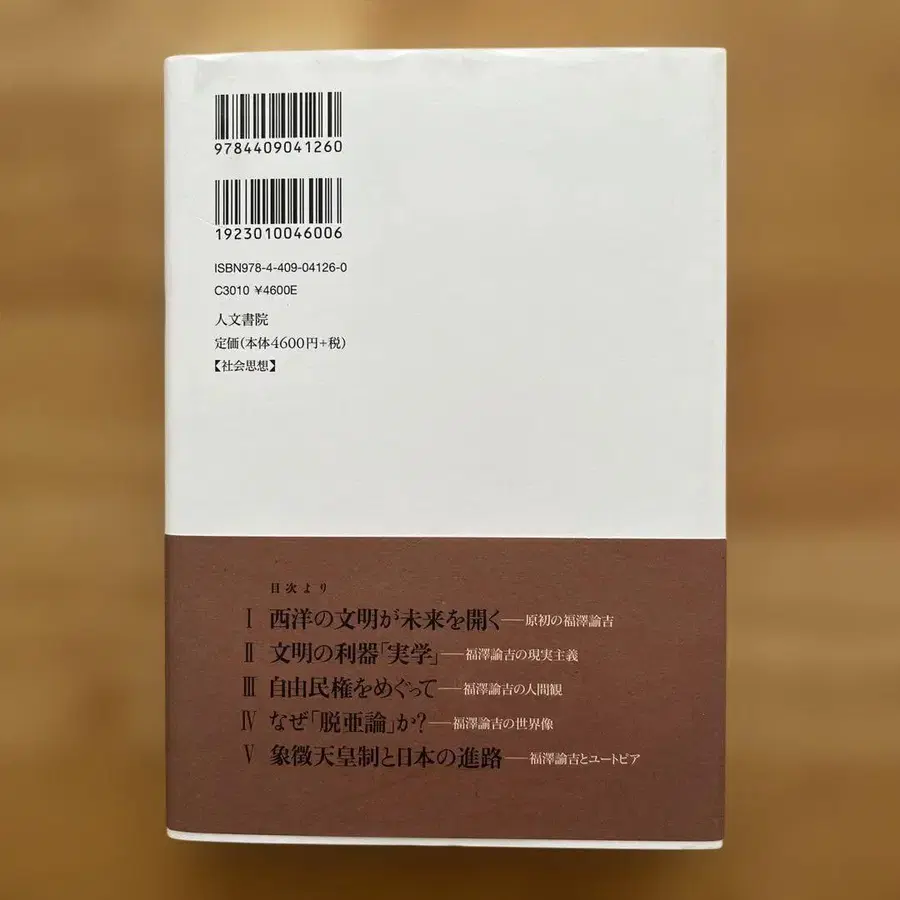 9784409041260
1923010046006
ISBN978-4-409-04126-0
C3010 ¥4600E
人文書院
定価(本体4600円+税)
【社会思想】
目次より
Ⅰ 西洋の文明が未来を開く──原初の福澤諭吉
Ⅱ 文明の利器「実学」──福澤諭吉の現実主義
Ⅲ 自由民権をめぐって──福澤諭吉の人間観
Ⅳ なぜ「脱亜論」か?──福澤諭吉の世界像
Ⅴ 象徴天皇制と日本の進路──福澤諭吉とユートピア